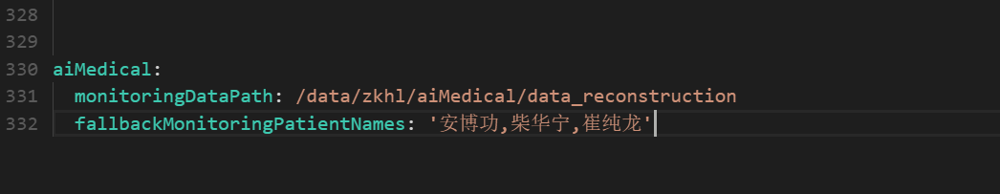 328
329
330 aiMedical:
331 monitoringDataPath: /data/zkhl/aiMedical/data_reconstruction
332 fallbackMonitoringPatientNames: '安博功,柴华宁,崔纯龙'